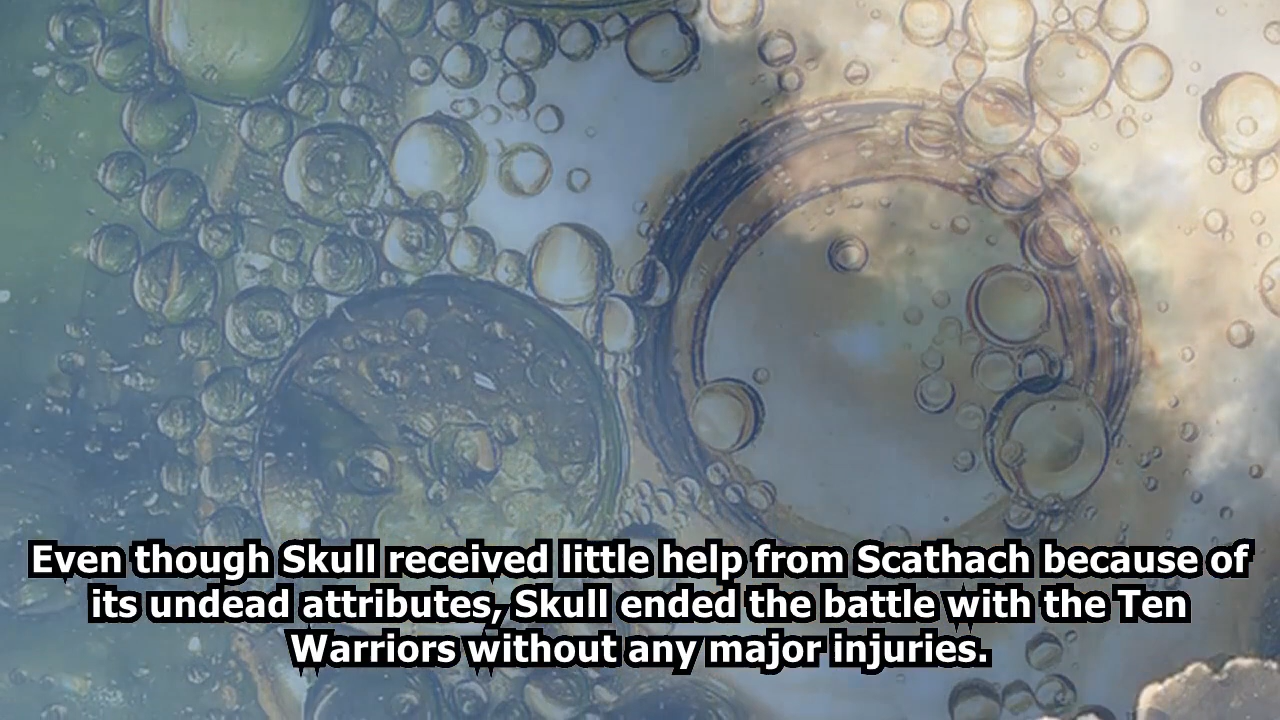 Even though Skull received little help from Scathach because of
its undead attributes, Skull ended the battle with the Ten
Warriors without any major injuries.